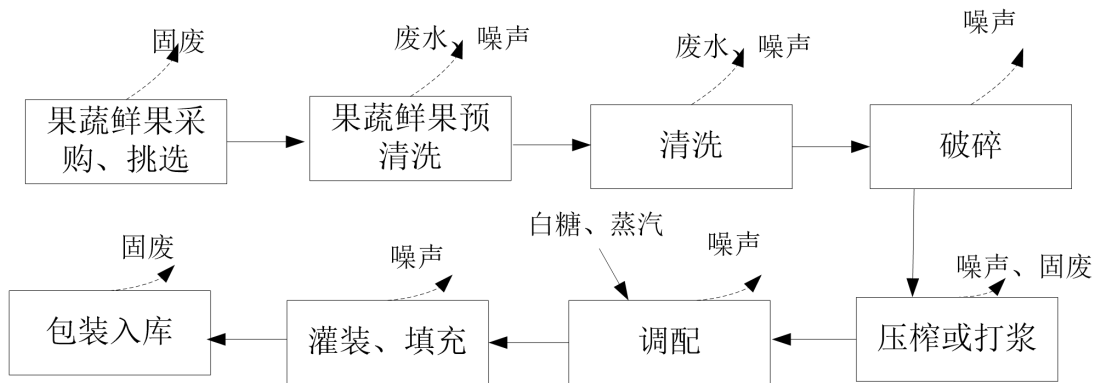 固废
废水、噪声
废水、噪声
噪声
果蔬鲜果采
购、挑选
果蔬鲜果预
清洗
清洗
破碎
白糖、蒸汽
固废
噪声
噪声
噪声、固废
包装入库
灌装、填充
调配
压榨或打浆